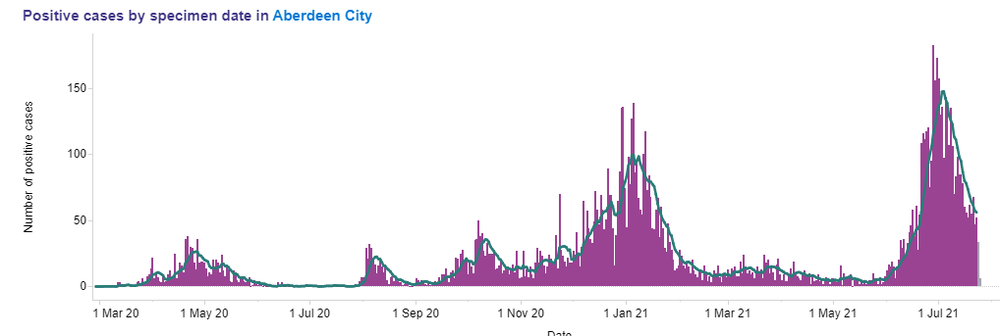 Positive cases by specimen date in Aberdeen City
Number of positive cases
150
100
50
0
1 Mar 20 1 May 20 1 Jul 20 1 Sep 20 1 Nov 20 1 Jan 21 1 Mar 21 1 May 21 1 Jul 21
Date